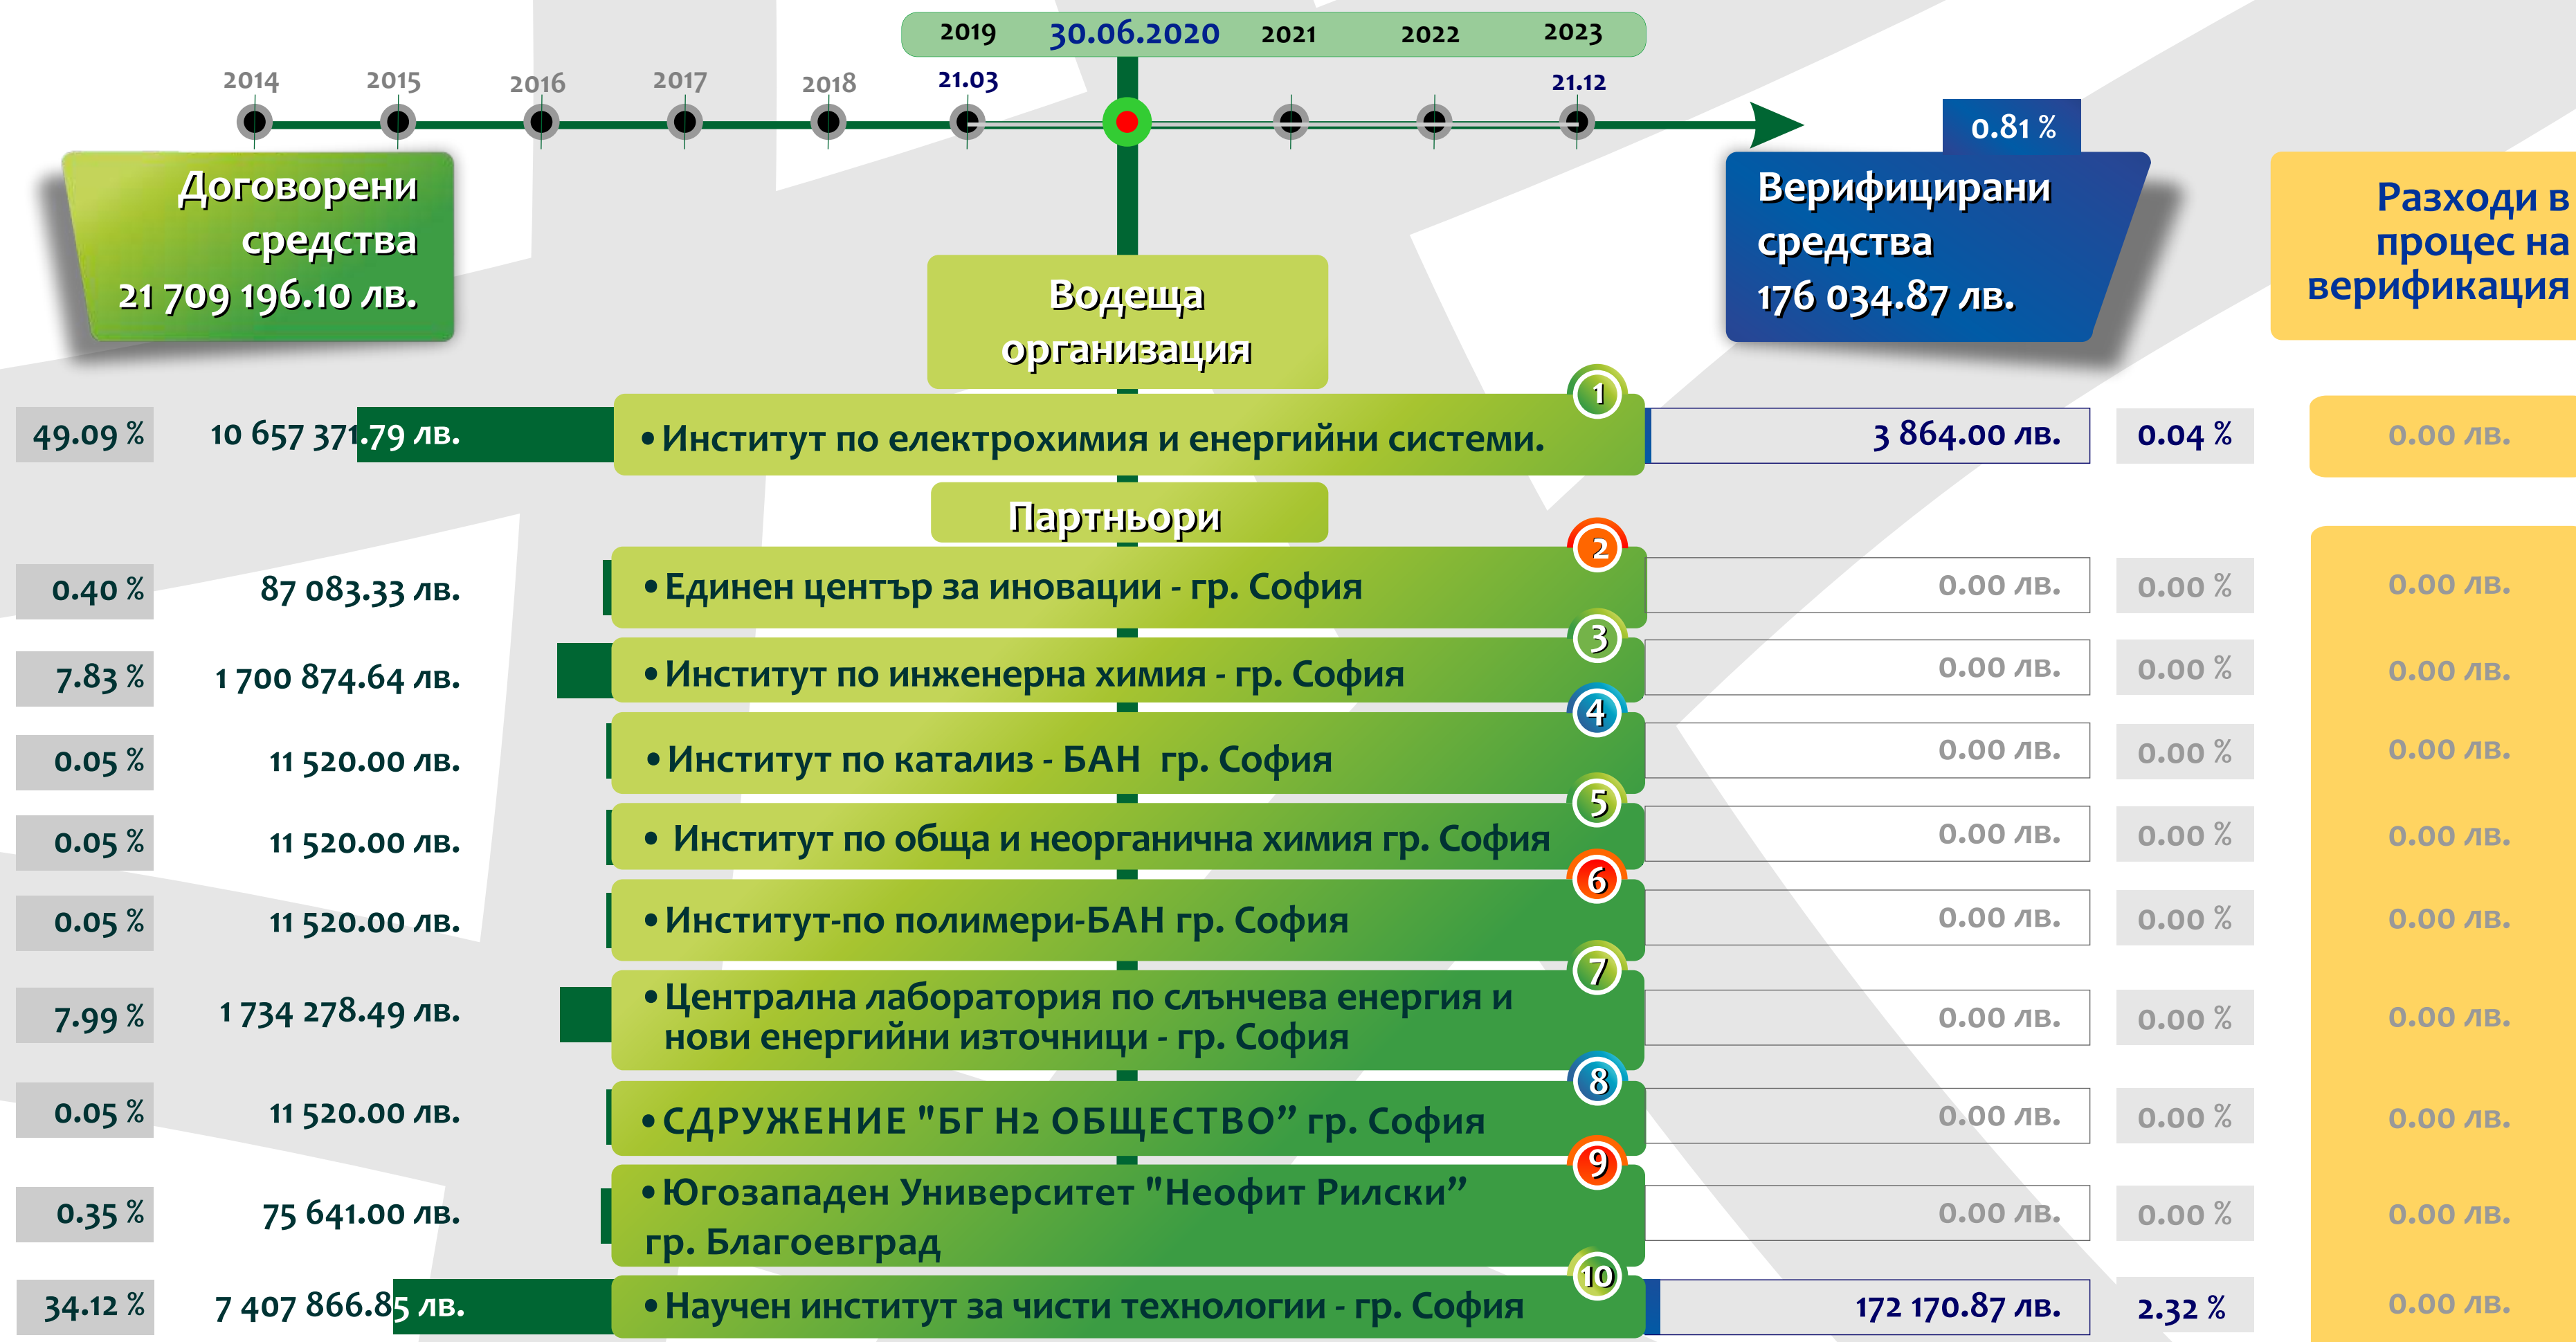 2019 30.06.2020 2021 2022 2023
2014 2015 2016 2017 2018 21.03 21.12
0.81 %
Договорени
средства
21 709 196.10 лв.
Верифицирани
средства
176 034.87 лв.
Разходи в
процес на
верификация
Водеща
организация
1
49.09 % 10 657 371.79 лв. •Институт по електрохимия и енергийни системи. 3 864.00 лв. 0.04 % 0.00 лв.
Партньори
2
0.40 % 87 083.33 лв. •Единен център за иновации - гр. София 0.00 лв. 0.00 % 0.00 лв.
3
7.83 % 1 700 874.64 лв. •Институт по инженерна химия - гр. София 0.00 лв. 0.00 % 0.00 лв.
4
0.05 % 11 520.00 лв. •Институт по катализ - БАН гр. София 0.00 лв. 0.00 % 0.00 лв.
5
0.05 % 11 520.00 лв. • Институт по обща и неорганична химия гр. София 0.00 лв. 0.00 % 0.00 лв.
6
0.05 % 11 520.00 лв. •Институт-по полимери-БАН гр. София 0.00 лв. 0.00 % 0.00 лв.
7
•Централна лаборатория по слънчева енергия и
нови енергийни източници - гр. София
7.99 % 1 734 278.49 лв. 0.00 лв. 0.00 % 0.00 лв.
8
0.05 % 11 520.00 лв. •СДРУЖЕНИЕ "БГ Н2 ОБЩЕСТВО” гр. София 0.00 лв. 0.00 % 0.00 лв.
9
•Югозападен Университет "Неофит Рилски”
гр. Благоевград
0.35 % 75 641.00 лв. 0.00 лв. 0.00 % 0.00 лв.
10
34.12 % 7 407 866.85 лв. •Научен институт за чисти технологии - гр. София 172 170.87 лв. 2.32 % 0.00 лв.